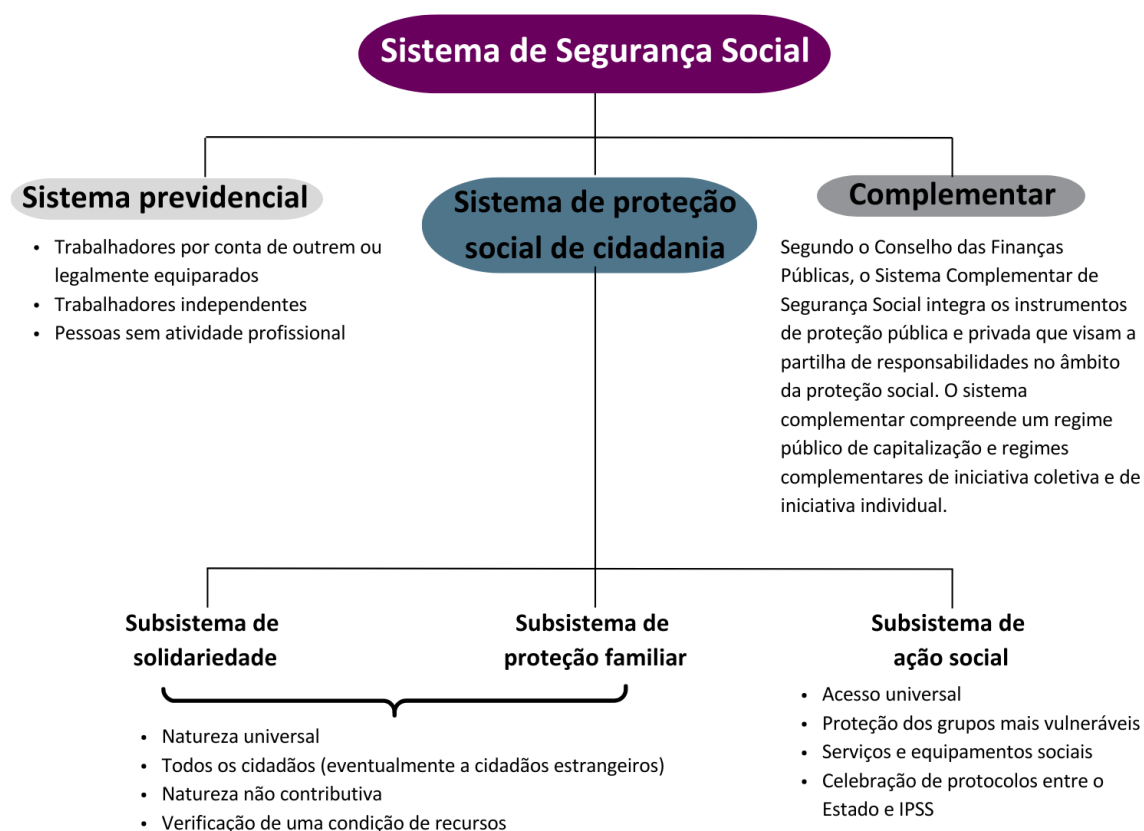 Sistema de Segurança Social
Sistema previdencial
• Trabalhadores por conta de outrem ou
legalmente equiparados
• Trabalhadores independentes
• Pessoas sem atividade profissional
Sistema de proteção
social de cidadania
Complementar
Segundo o Conselho das Finanças
Públicas, o Sistema Complementar de
Segurança Social integra os instrumentos
de proteção pública e privada que visam a
partilha de responsabilidades no âmbito
da proteção social. O sistema
complementar compreende um regime
público de capitalização e regimes
complementares de iniciativa coletiva e de
iniciativa individual.
Subsistema de
solidariedade
Subsistema de
proteção familiar
• Natureza universal
• Todos os cidadãos (eventualmente a cidadãos estrangeiros)
• Natureza não contributiva
• Verificação de uma condição de recursos
Subsistema de
ação social
• Acesso universal
• Proteção dos grupos mais vulneráveis
• Serviços e equipamentos sociais
• Celebração de protocolos entre o
Estado e IPSS